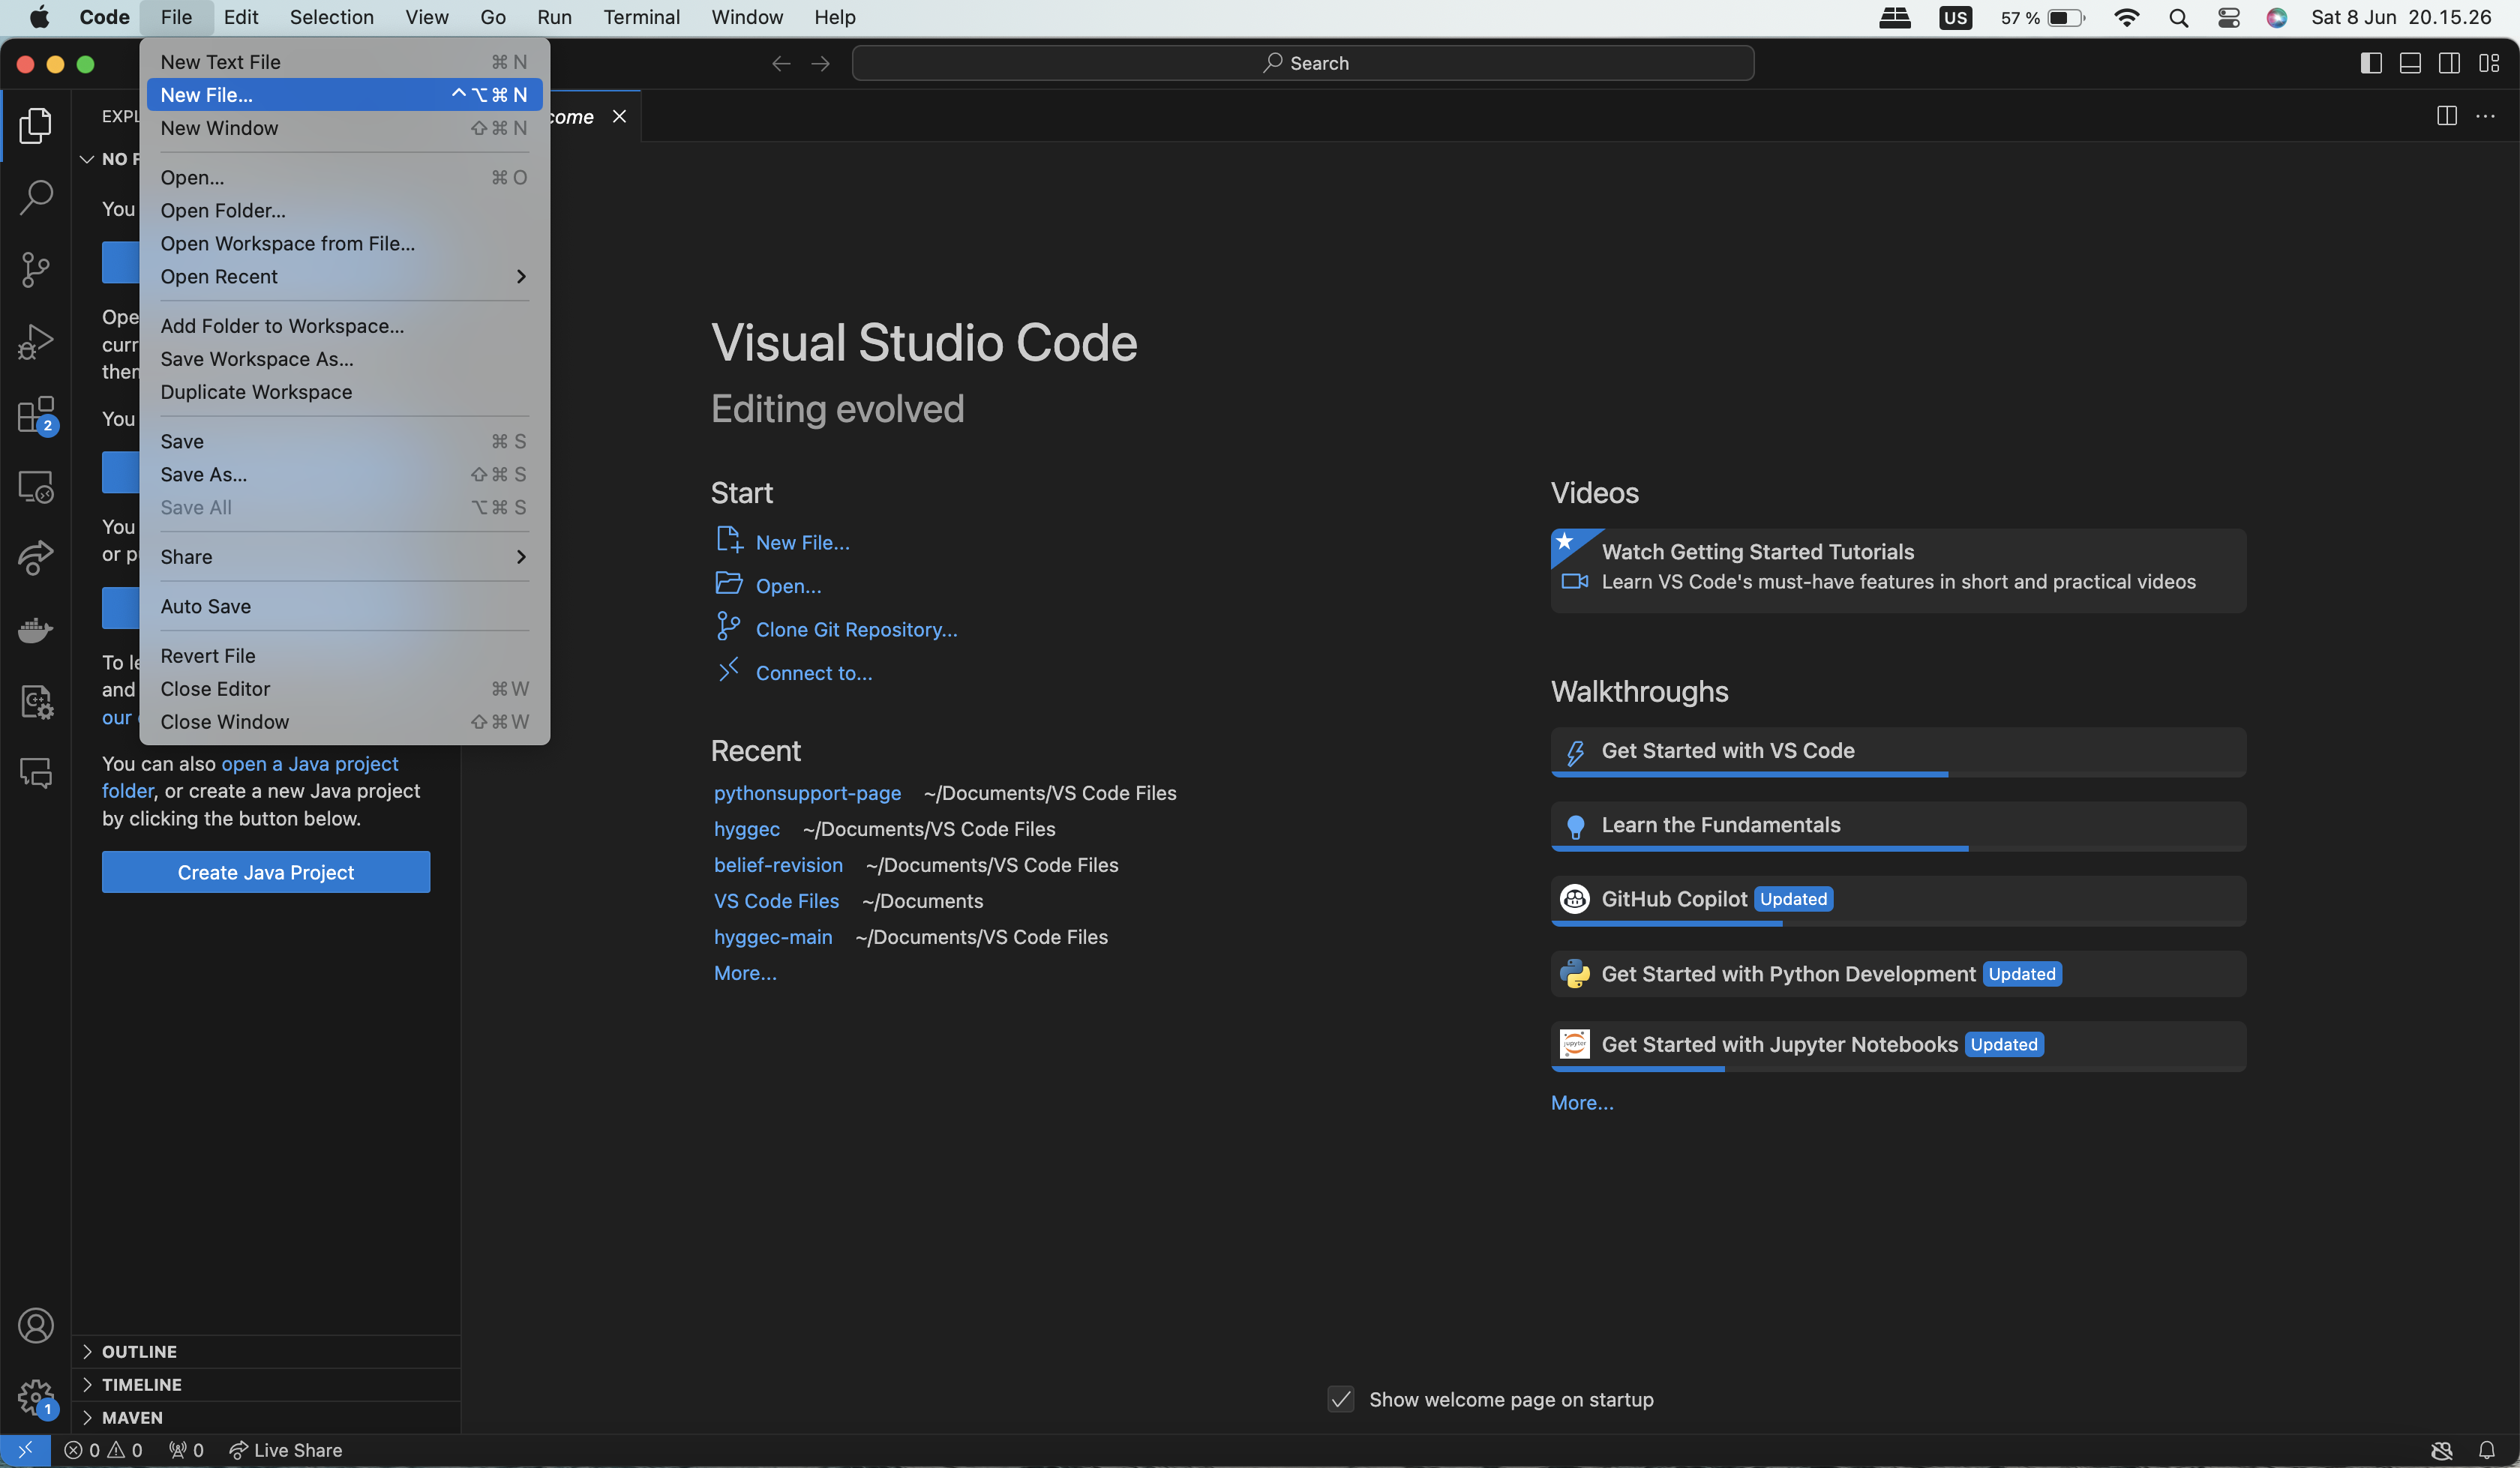 Code File Edit Selection View Go Run Terminal Window Help US 57 % Sat 8 Jun 20.15.26
New Text File ⌘ N
New File... ^⌥⌘ N
New Window ⇧⌘ N
Open... ⌘ O
Open Folder...
Open Workspace from File...
Open Recent
Add Folder to Workspace...
Save Workspace As...
Duplicate Workspace
Save ⌘ S
Save As... ⇧⌘ S
Save All ⌥⌘ S
Share
Auto Save
Revert File
Close Editor ⌘W
Close Window ⇧⌘W
Search
EXPL
NO F
You
Ope
curr
then
You
You
or p
To le
and
our
You can also open a Java project
folder, or create a new Java project
by clicking the button below.
Create Java Project
OUTLINE
TIMELINE
MAVEN
2
1
come
Visual Studio Code
Editing evolved
Start
New File...
Open...
Clone Git Repository...
Connect to...
Recent
pythonsupport-page ~/Documents/VS Code Files
hyggec ~/Documents/VS Code Files
belief-revision ~/Documents/VS Code Files
VS Code Files ~/Documents
hyggec-main ~/Documents/VS Code Files
More...
Videos
Watch Getting Started Tutorials
Learn VS Code's must-have features in short and practical videos
Walkthroughs
Get Started with VS Code
Learn the Fundamentals
GitHub Copilot Updated
Get Started with Python Development Updated
jupyter
Get Started with Jupyter Notebooks Updated
More...
Show welcome page on startup
0 0 0 Live Share